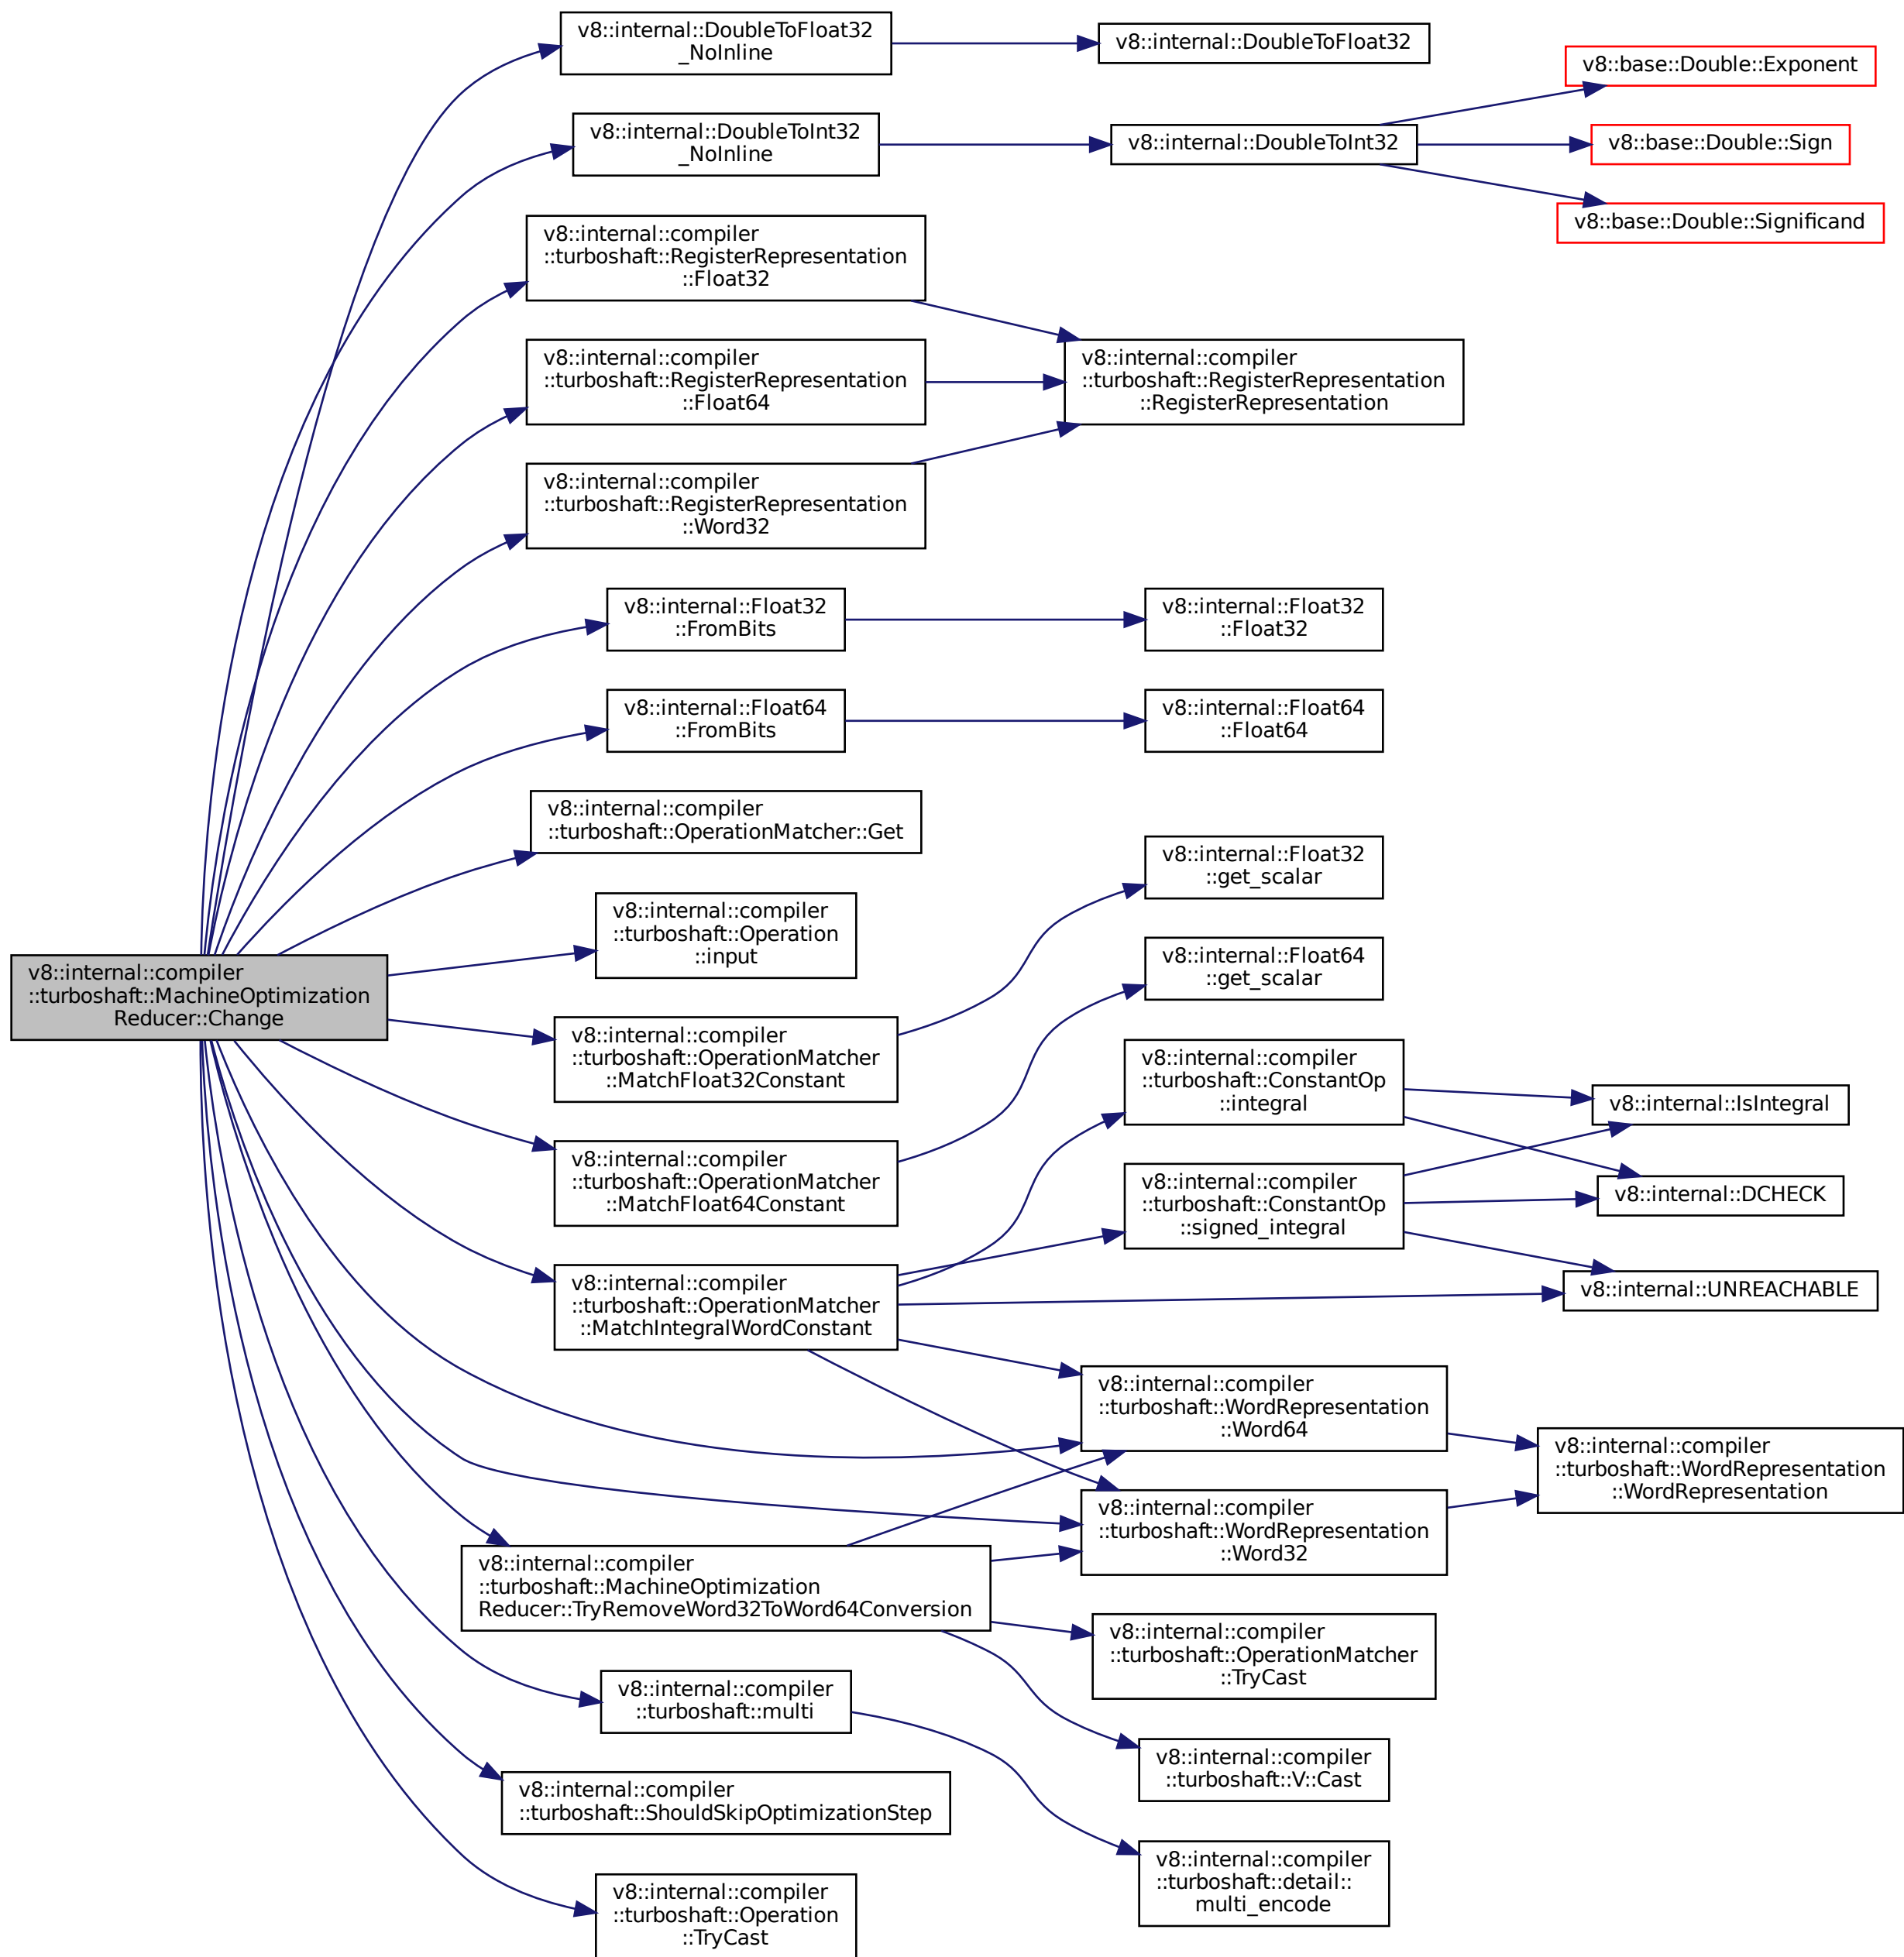 v8::internal::DoubleToFloat32
_NoInline
v8::internal::DoubleToFloat32
v8::base::Double::Exponent
v8::internal::DoubleToInt32
_NoInline
v8::internal::DoubleToInt32
v8::base::Double::Sign
v8::base::Double::Significand
v8::internal::compiler
::turboshaft::RegisterRepresentation
::Float32
v8::internal::compiler
::turboshaft::RegisterRepresentation
::Float64
v8::internal::compiler
::turboshaft::RegisterRepresentation
::RegisterRepresentation
v8::internal::compiler
::turboshaft::RegisterRepresentation
::Word32
v8::internal::Float32
::FromBits
v8::internal::Float32
::Float32
v8::internal::Float64
::FromBits
v8::internal::Float64
::Float64
v8::internal::compiler
::turboshaft::OperationMatcher::Get
v8::internal::Float32
::get_scalar
v8::internal::compiler
::turboshaft::Operation
::input
v8::internal::Float64
::get_scalar
v8::internal::compiler
::turboshaft::MachineOptimization
Reducer::Change
v8::internal::compiler
::turboshaft::OperationMatcher
::MatchFloat32Constant
v8::internal::compiler
::turboshaft::ConstantOp
::integral
v8::internal::IsIntegral
v8::internal::compiler
::turboshaft::OperationMatcher
::MatchFloat64Constant
v8::internal::compiler
::turboshaft::ConstantOp
::signed_integral
v8::internal::DCHECK
v8::internal::compiler
::turboshaft::OperationMatcher
::MatchIntegralWordConstant
v8::internal::UNREACHABLE
v8::internal::compiler
::turboshaft::WordRepresentation
::Word64
v8::internal::compiler
::turboshaft::WordRepresentation
::WordRepresentation
v8::internal::compiler
::turboshaft::WordRepresentation
::Word32
v8::internal::compiler
::turboshaft::MachineOptimization
Reducer::TryRemoveWord32ToWord64Conversion
v8::internal::compiler
::turboshaft::OperationMatcher
::TryCast
v8::internal::compiler
::turboshaft::multi
v8::internal::compiler
::turboshaft::V::Cast
v8::internal::compiler
::turboshaft::ShouldSkipOptimizationStep
v8::internal::compiler
::turboshaft::detail::
multi_encode
v8::internal::compiler
::turboshaft::Operation
::TryCast